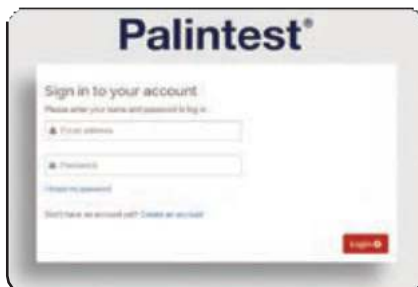 Palintest®
Sign in to your account
Please enter your name and password to log in.
Email address
Password
I forgot my password
Don't have an account yet? Create an account
Login